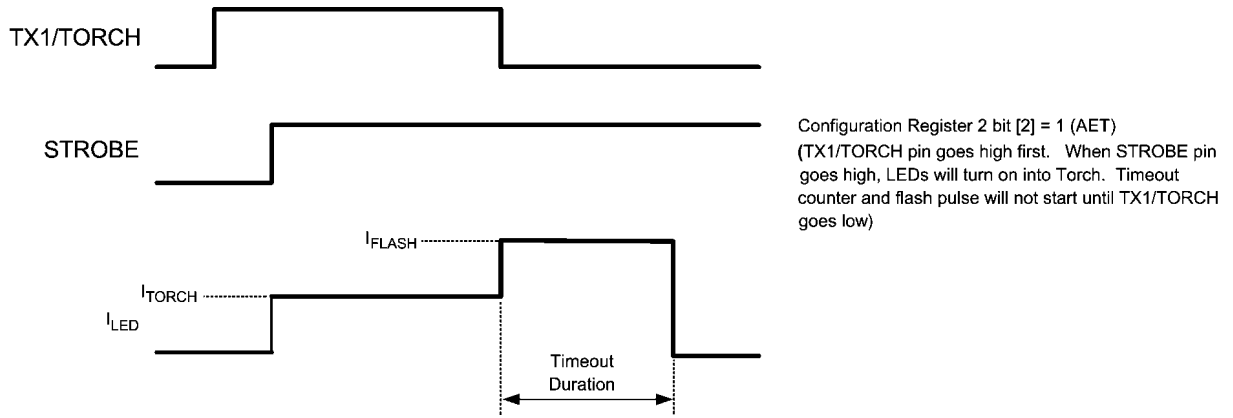 TX1/TORCH
STROBE
Configuration Register 2 bit [2] = 1 (AET)
(TX1/TORCH pin goes high first. When STROBE pin
goes high, LEDs will turn on into Torch. Timeout
counter and flash pulse will not start until TX1/TORCH
goes low)
IFLASH
ITORCH
ILED
Timeout
Duration